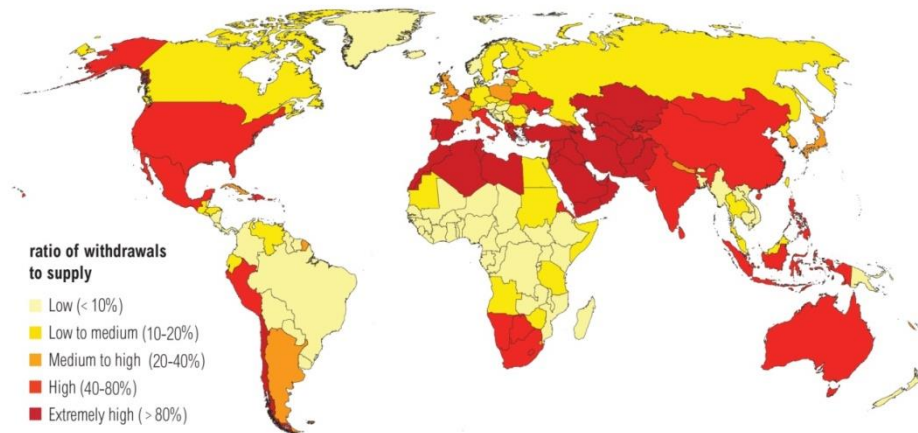 ratio of withdrawals
to supply
Low (< 10%)
Low to medium (10-20%)
Medium to high (20-40%)
High (40-80%)
Extremely high ( > 80%)